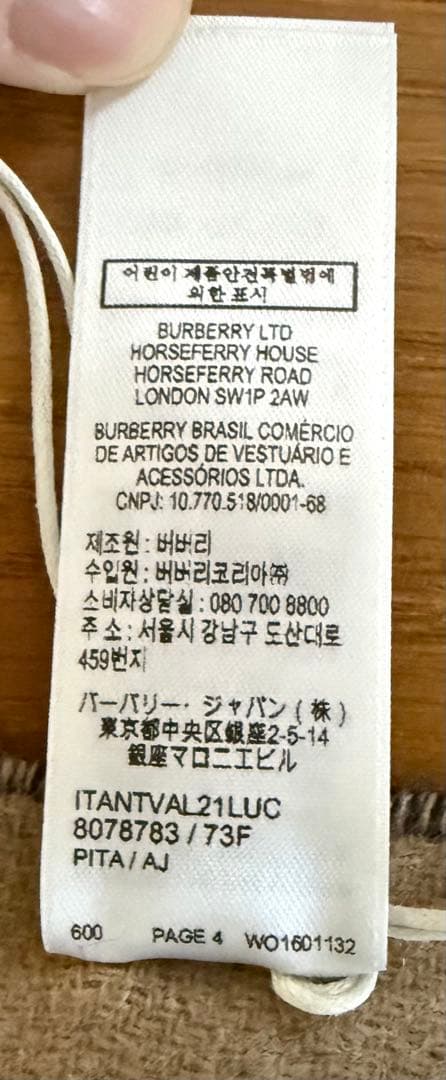 어린이제품안전특별법에
의한 표시
BURBERRY LTD
HORSEFERRY HOUSE
HORSEFERRY ROAD
LONDON SW1P 2AW
BURBERRY BRASIL COMÉRCIO
DE ARTIGOS DE VESTUÁRIO E
ACESSÓRIOS LTDA.
CNPJ: 10.770.518/0001-68
제조원 : 버버리
수입원 : 버버리코리아㈜
소비자상담실 : 080 700 8800
주 소 : 서울시 강남구 도산대로
459번지
バーバリー・ ジャパン ( 株 )
東京都中央区銀座2-5-14
銀座マロニエビル
ITANTVAL21LUC
8078783 / 73F
PITA / AJ
600 PAGE 4 WO1601132